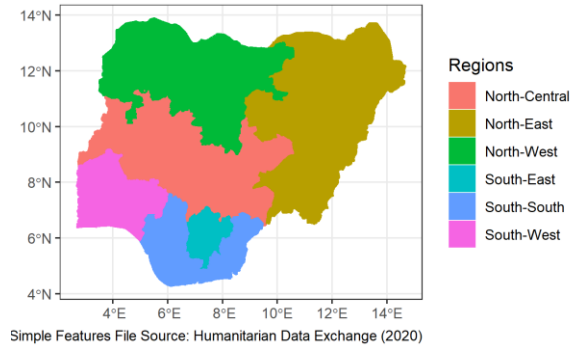 14°N
12°N
10°N
8°N
6°N
4°N
4°E 6°E 8°E 10°E 12°E 14°E
Regions
North-Central
North-East
North-West
South-East
South-South
South-West
Simple Features File Source: Humanitarian Data Exchange (2020)